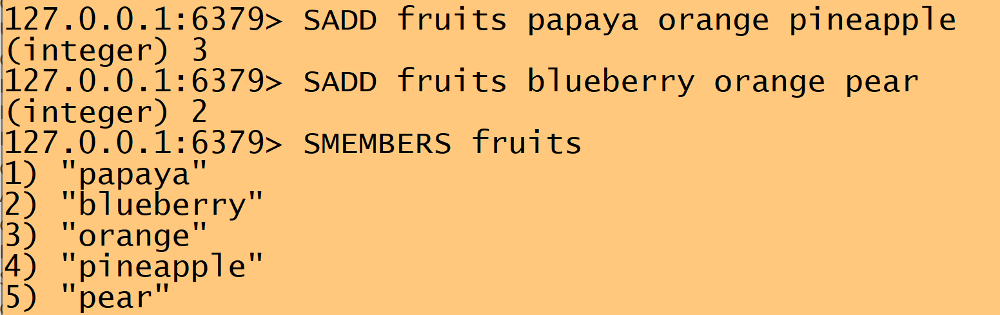 127.0.0.1:6379> SADD fruits papaya orange pineapple
(integer) 3
127.0.0.1:6379> SADD fruits blueberry orange pear
(integer) 2
127.0.0.1:6379> SMEMBERS fruits
1) "papaya"
2) "blueberry"
3) "orange"
4) "pineapple"
5) "pear"